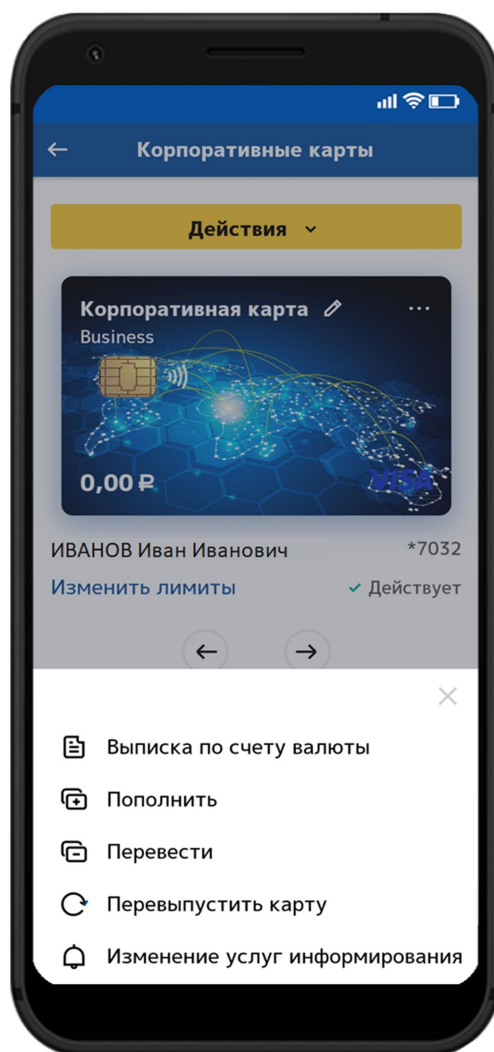 Корпоративные карты
Действия
Корпоративная карта
Business
0,00 ₽
VISA
ИВАНОВ Иван Иванович *7032
Изменить лимиты Действует
Выписка по счету валюты
Пополнить
Перевести
Перевыпустить карту
Изменение услуг информирования